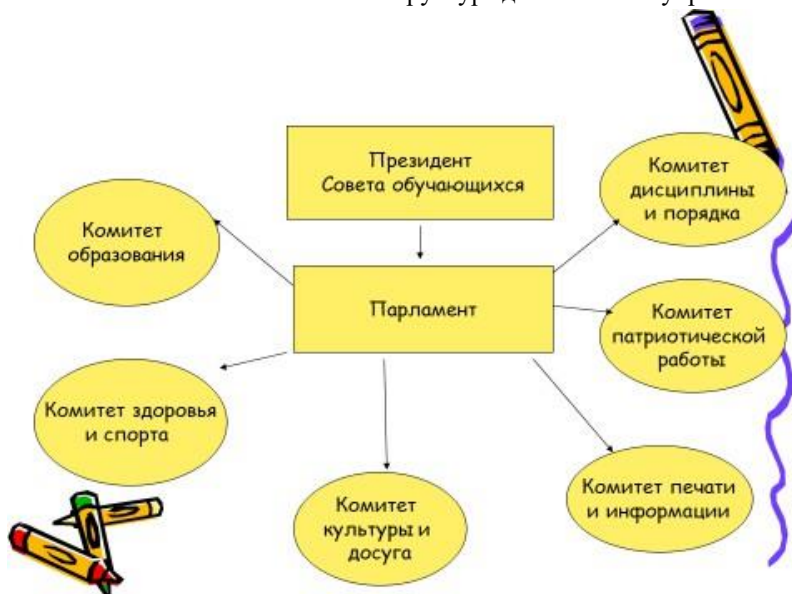 Президент
Совета обучающихся
Комитет
дисциплины
и порядка
Комитет
образования
Парламент
Комитет
патриотической
работы
Комитет здоровья
и спорта
Комитет
культуры и
досуга
Комитет печати
и информации